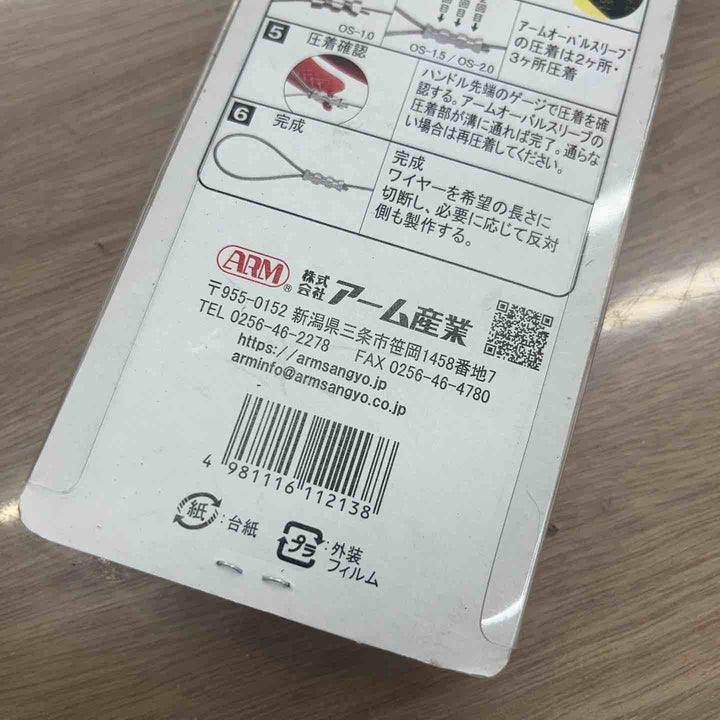 回目
回目
回目
OS-1.0
OS-1.5 / OS-2.0
アームオーバルスリーブ
の圧着は2ヶ所・
3ヶ所圧着
5
圧着確認
ハンドル先端のゲージで圧着を確
認する。アームオーバルスリーブの
圧着部が溝に通れば完了。通らな
い場合は再圧着してください。
6
完成
完成
ワイヤーを希望の長さに
切断し、必要に応じて反対
側も製作する。
ARM
®
株式会社 アーム産業
〒955-0152 新潟県三条市笹岡1458番地7
TEL 0256-46-2278 FAX 0256-46-4780
https://armsangyo.jp
arminfo@armsangyo.co.jp
4 981116 112138
紙 :台紙
プラ :外装
フィルム